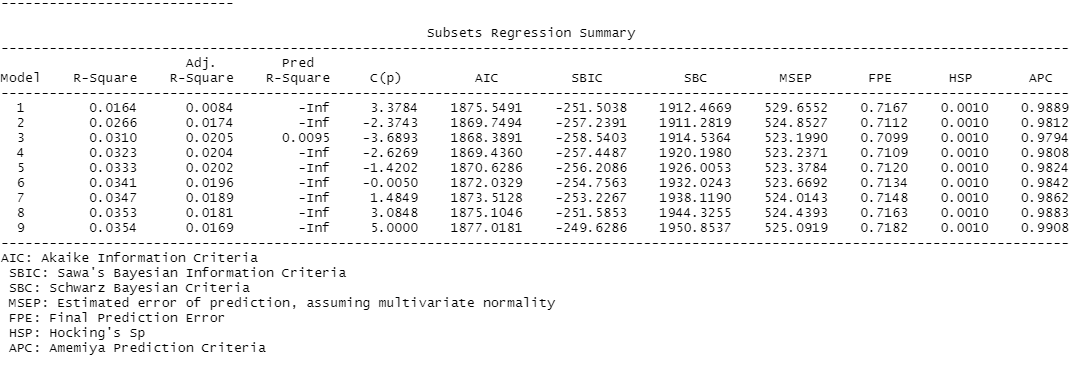 ------------------------------
Subsets Regression Summary
------------------------------------------------------------------------------------------------------------------------------------------
Adj. Pred
Model R-Square R-Square R-Square C(p) AIC SBIC SBC MSEP FPE HSP APC
------------------------------------------------------------------------------------------------------------------------------------------
1 0.0164 0.0084 -Inf 3.3784 1875.5491 -251.5038 1912.4669 529.6552 0.7167 0.0010 0.9889
2 0.0266 0.0174 -Inf -2.3743 1869.7494 -257.2391 1911.2819 524.8527 0.7112 0.0010 0.9812
3 0.0310 0.0205 0.0095 -3.6893 1868.3891 -258.5403 1914.5364 523.1990 0.7099 0.0010 0.9794
4 0.0323 0.0204 -Inf -2.6269 1869.4360 -257.4487 1920.1980 523.2371 0.7109 0.0010 0.9808
5 0.0333 0.0202 -Inf -1.4202 1870.6286 -256.2086 1926.0053 523.3784 0.7120 0.0010 0.9824
6 0.0341 0.0196 -Inf -0.0050 1872.0329 -254.7563 1932.0243 523.6692 0.7134 0.0010 0.9842
7 0.0347 0.0189 -Inf 1.4849 1873.5128 -253.2267 1938.1190 524.0143 0.7148 0.0010 0.9862
8 0.0353 0.0181 -Inf 3.0848 1875.1046 -251.5853 1944.3255 524.4393 0.7163 0.0010 0.9883
9 0.0354 0.0169 -Inf 5.0000 1877.0181 -249.6286 1950.8537 525.0919 0.7182 0.0010 0.9908
------------------------------------------------------------------------------------------------------------------------------------------
AIC: Akaike Information Criteria
SBIC: Sawa's Bayesian Information Criteria
SBC: Schwarz Bayesian Criteria
MSEP: Estimated error of prediction, assuming multivariate normality
FPE: Final Prediction Error
HSP: Hocking's Sp
APC: Amemiya Prediction Criteria